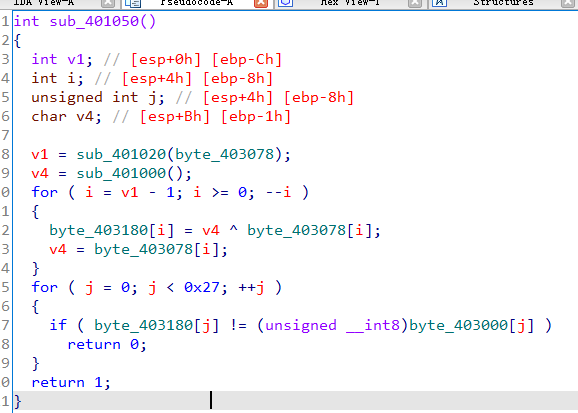 IDA View-A Pseudocode-A Hex View-1 A Structures
1 int sub_401050()
2 {
3 int v1; // [esp+0h] [ebp-Ch]
4 int i; // [esp+4h] [ebp-8h]
5 unsigned int j; // [esp+4h] [ebp-8h]
6 char v4; // [esp+Bh] [ebp-1h]
7
8 v1 = sub_401020(byte_403078);
9 v4 = sub_401000();
0 for ( i = v1 - 1; i >= 0; --i )
1 {
2 byte_403180[i] = v4 ^ byte_403078[i];
3 v4 = byte_403078[i];
4 }
5 for ( j = 0; j < 0x27; ++j )
6 {
7 if ( byte_403180[j] != (unsigned __int8)byte_403000[j] )
8 return 0;
9 }
0 return 1;
1 }